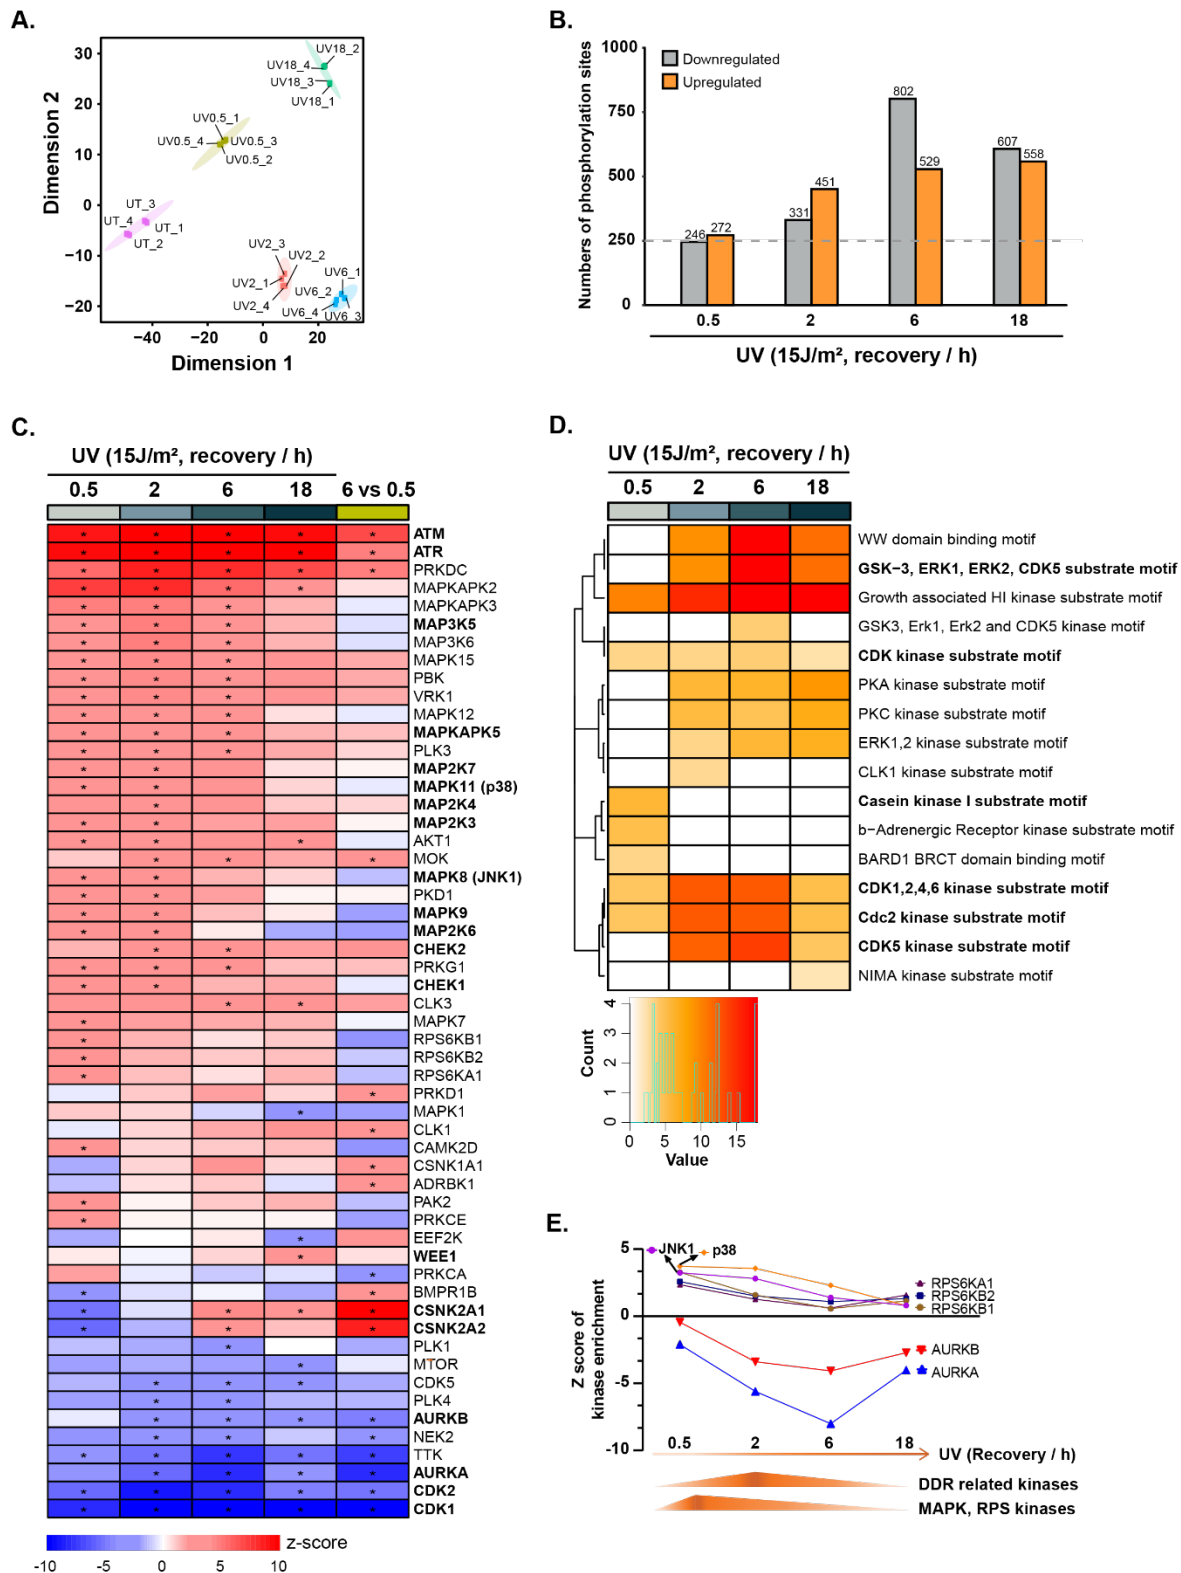 A.
30
20
10
0
−10
−20
Dimension 2
UV18_2
UV18_4
UV18_3
UV18_1
UV0.5_1
UV0.5_4
UV0.5_3
UV0.5_2
UT_3
UT_4
UT_1
UT_2
UV2_3
UV2_2
UV2_1
UV2_4
UV6_1
UV6_2
UV6_4
UV6_3
−40
−20
0
20
Dimension 1
B.
1000
750
500
250
0
Numbers of phosphorylation sites
Downregulated
Upregulated
246
272
331
451
802
529
607
558
0.5
2
6
18
UV (15J/m², recovery / h)
C.
UV (15J/m², recovery / h)
0.5 2 6 18 6 vs 0.5
* * * * * ATM
* * * * * ATR
* * * * * PRKDC
* * * * MAPKAPK2
* * * MAPKAPK3
* * * MAP3K5
* * * MAP3K6
* * * MAPK15
* * * PBK
* * * VRK1
* * * MAPK12
* * * MAPKAPK5
* * * PLK3
* * MAP2K7
* * MAPK11 (p38)
* MAP2K4
* * MAP2K3
* * * AKT1
* * * MOK
* * MAPK8 (JNK1)
* * PKD1
* * MAPK9
* * MAP2K6
* * CHEK2
* * * PRKG1
* * CHEK1
* * CLK3
* MAPK7
* RPS6KB1
* RPS6KB2
* RPS6KA1
* PRKD1
* MAPK1
* CLK1
* CAMK2D
* CSNK1A1
* ADRBK1
* PAK2
* PRKCE
* EEF2K
* WEE1
* PRKCA
* * BMPR1B
* * * * CSNK2A1
* * * CSNK2A2
* PLK1
* MTOR
* * * CDK5
* * PLK4
* * * * AURKB
* * * NEK2
* * * * * TTK
* * * * AURKA
* * * * * CDK2
* * * * * CDK1
z-score
-10 -5 0 5 10
D.
UV (15J/m², recovery / h)
0.5 2 6 18
WW domain binding motif
GSK−3, ERK1, ERK2, CDK5 substrate motif
Growth associated HI kinase substrate motif
GSK3, Erk1, Erk2 and CDK5 kinase motif
CDK kinase substrate motif
PKA kinase substrate motif
PKC kinase substrate motif
ERK1,2 kinase substrate motif
CLK1 kinase substrate motif
Casein kinase I substrate motif
b−Adrenergic Receptor kinase substrate motif
BARD1 BRCT domain binding motif
CDK1,2,4,6 kinase substrate motif
Cdc2 kinase substrate motif
CDK5 kinase substrate motif
NIMA kinase substrate motif
4
3
2
1
0
Count
0 5 10 15
Value
E.
5
0
-5
-10
Z score of
kinase enrichment
JNK1
p38
RPS6KA1
RPS6KB2
RPS6KB1
AURKB
AURKA
0.5 2 6 18
UV (Recovery / h)
DDR related kinases
MAPK, RPS kinases